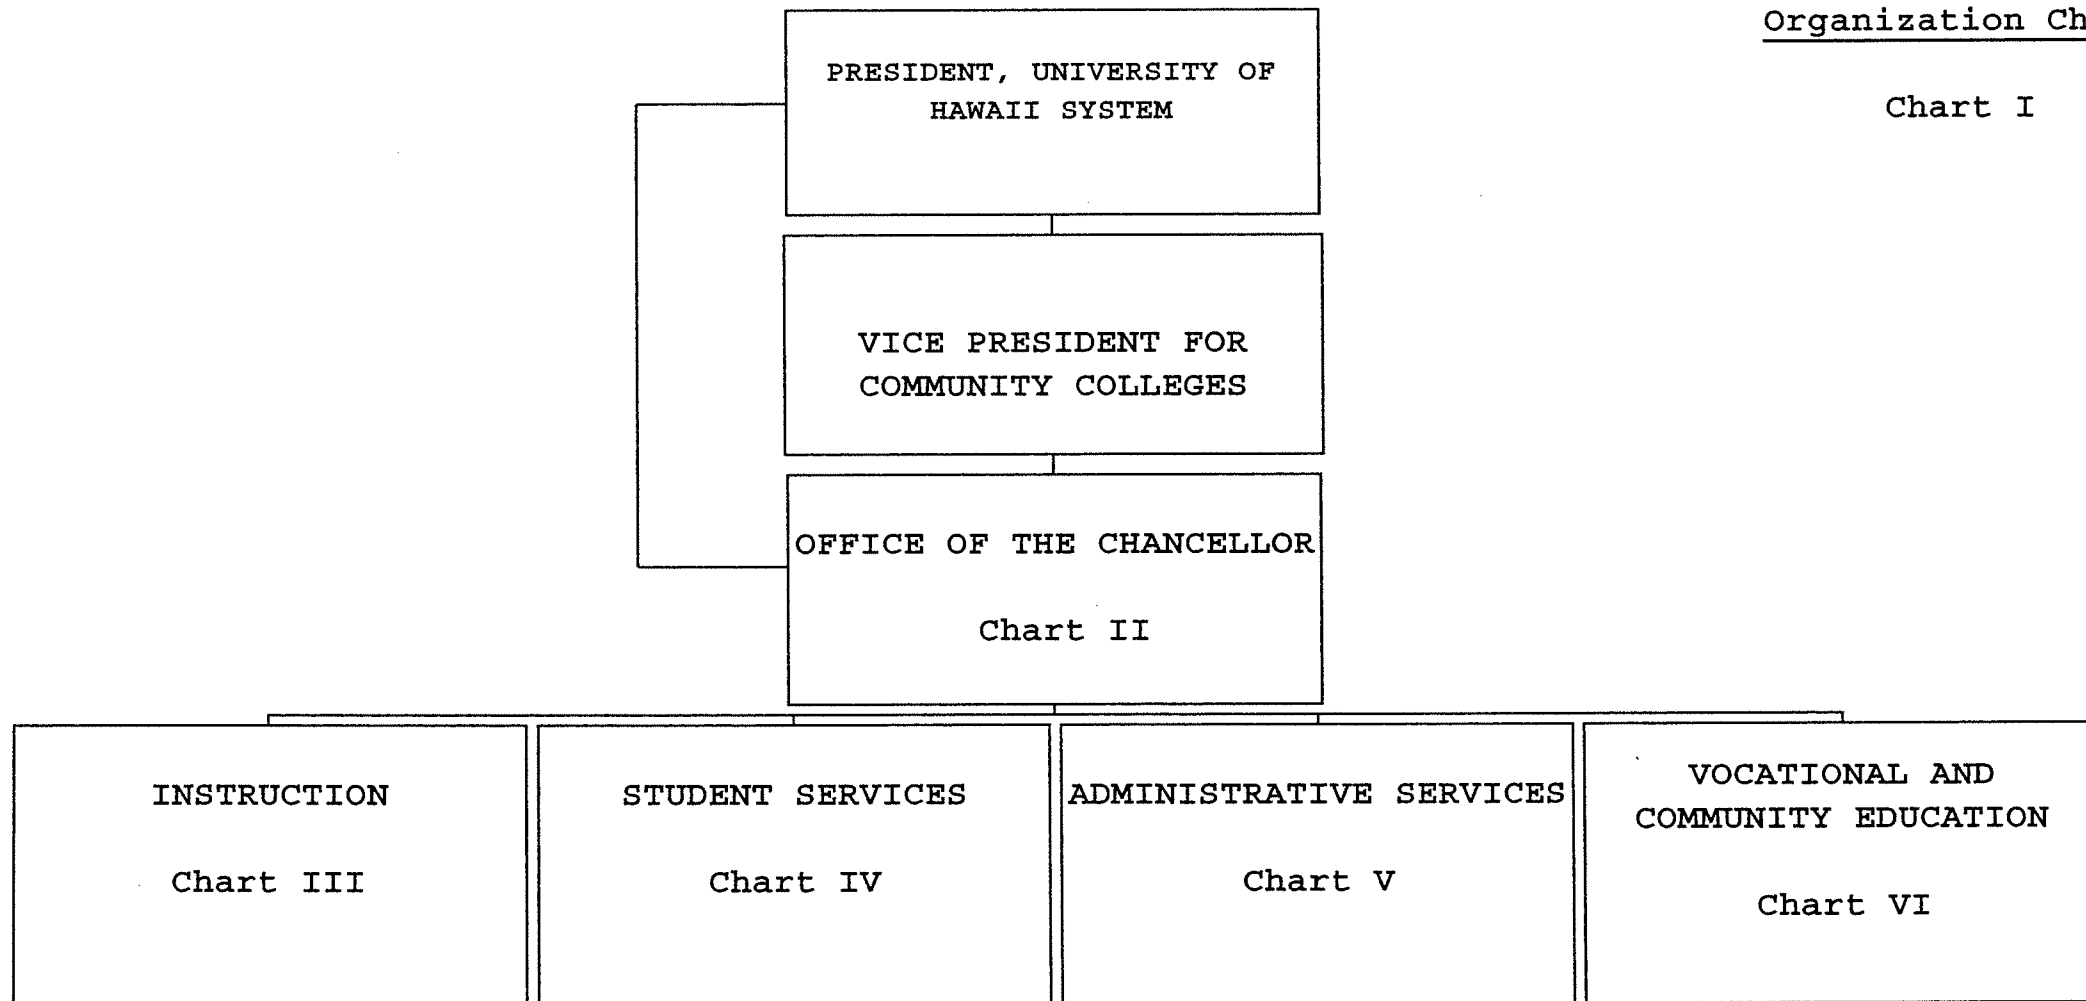 Organization Ch
Chart I
PRESIDENT, UNIVERSITY OF
HAWAII SYSTEM
VICE PRESIDENT FOR
COMMUNITY COLLEGES
OFFICE OF THE CHANCELLOR
Chart II
INSTRUCTION
Chart III
STUDENT SERVICES
Chart IV
ADMINISTRATIVE SERVICES
Chart V
VOCATIONAL AND
COMMUNITY EDUCATION
Chart VI